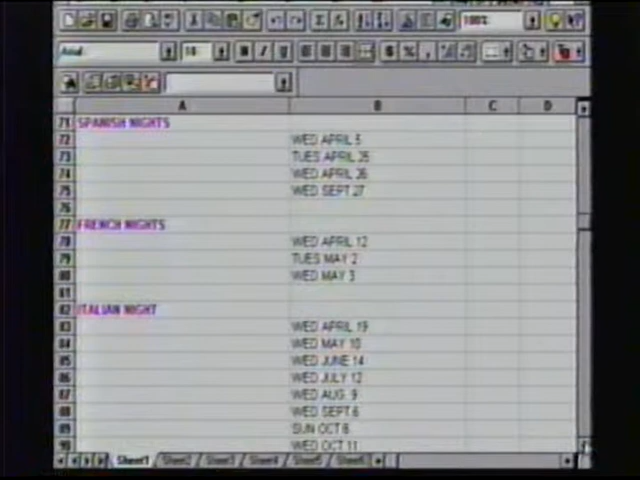 100%
Arial
10
B I U
$ % ,
A B C D
71 SPANISH NIGHTS
72 WED APRIL 5
73 TUES APRIL 25
74 WED APRIL 26
75 WED SEPT 27
76
77 FRENCH NIGHTS
78 WED APRIL 12
79 TUES MAY 2
80 WED MAY 3
81
82 ITALIAN NIGHT
83 WED APRIL 19
84 WED MAY 10
85 WED JUNE 14
86 WED JULY 12
87 WED AUG. 9
88 WED SEPT 6
89 SUN OCT 8
90 WED OCT 11
Sheet1 Sheet2 Sheet3 Sheet4 Sheet5 Sheet6